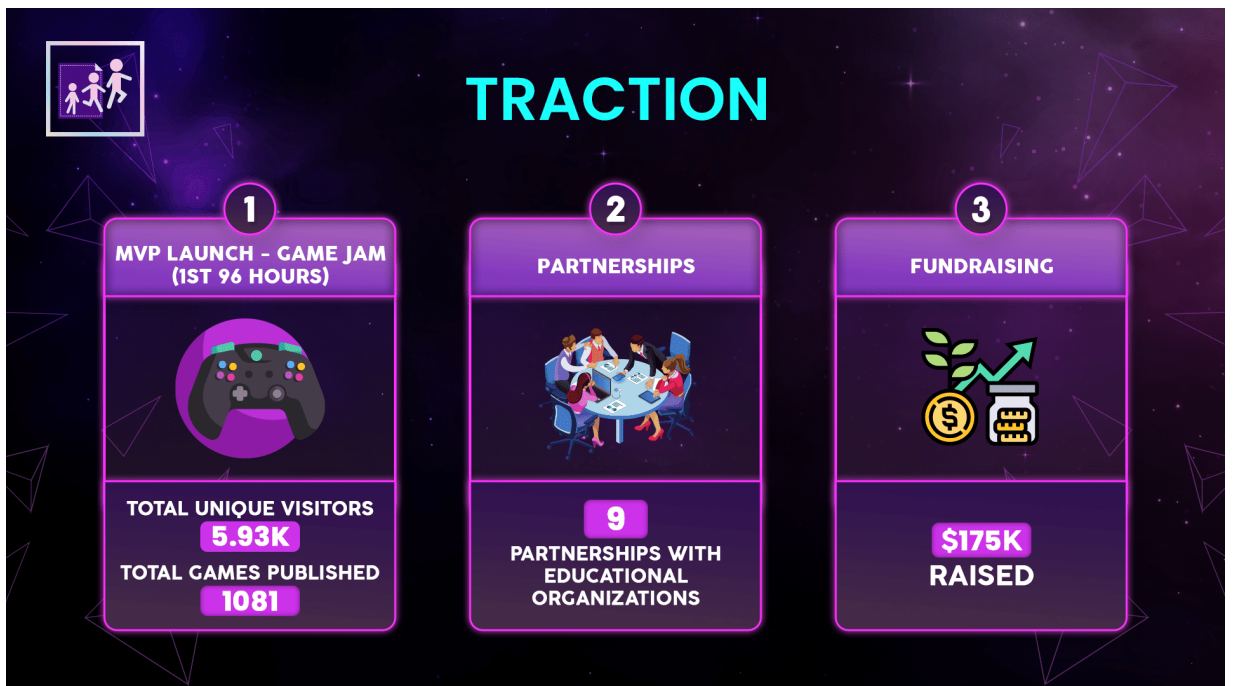 TRACTION
1
MVP LAUNCH - GAME JAM
(1ST 96 HOURS)
TOTAL UNIQUE VISITORS
5.93K
TOTAL GAMES PUBLISHED
1081
2
PARTNERSHIPS
9
PARTNERSHIPS WITH
EDUCATIONAL
ORGANIZATIONS
3
FUNDRAISING
$
$175K
RAISED